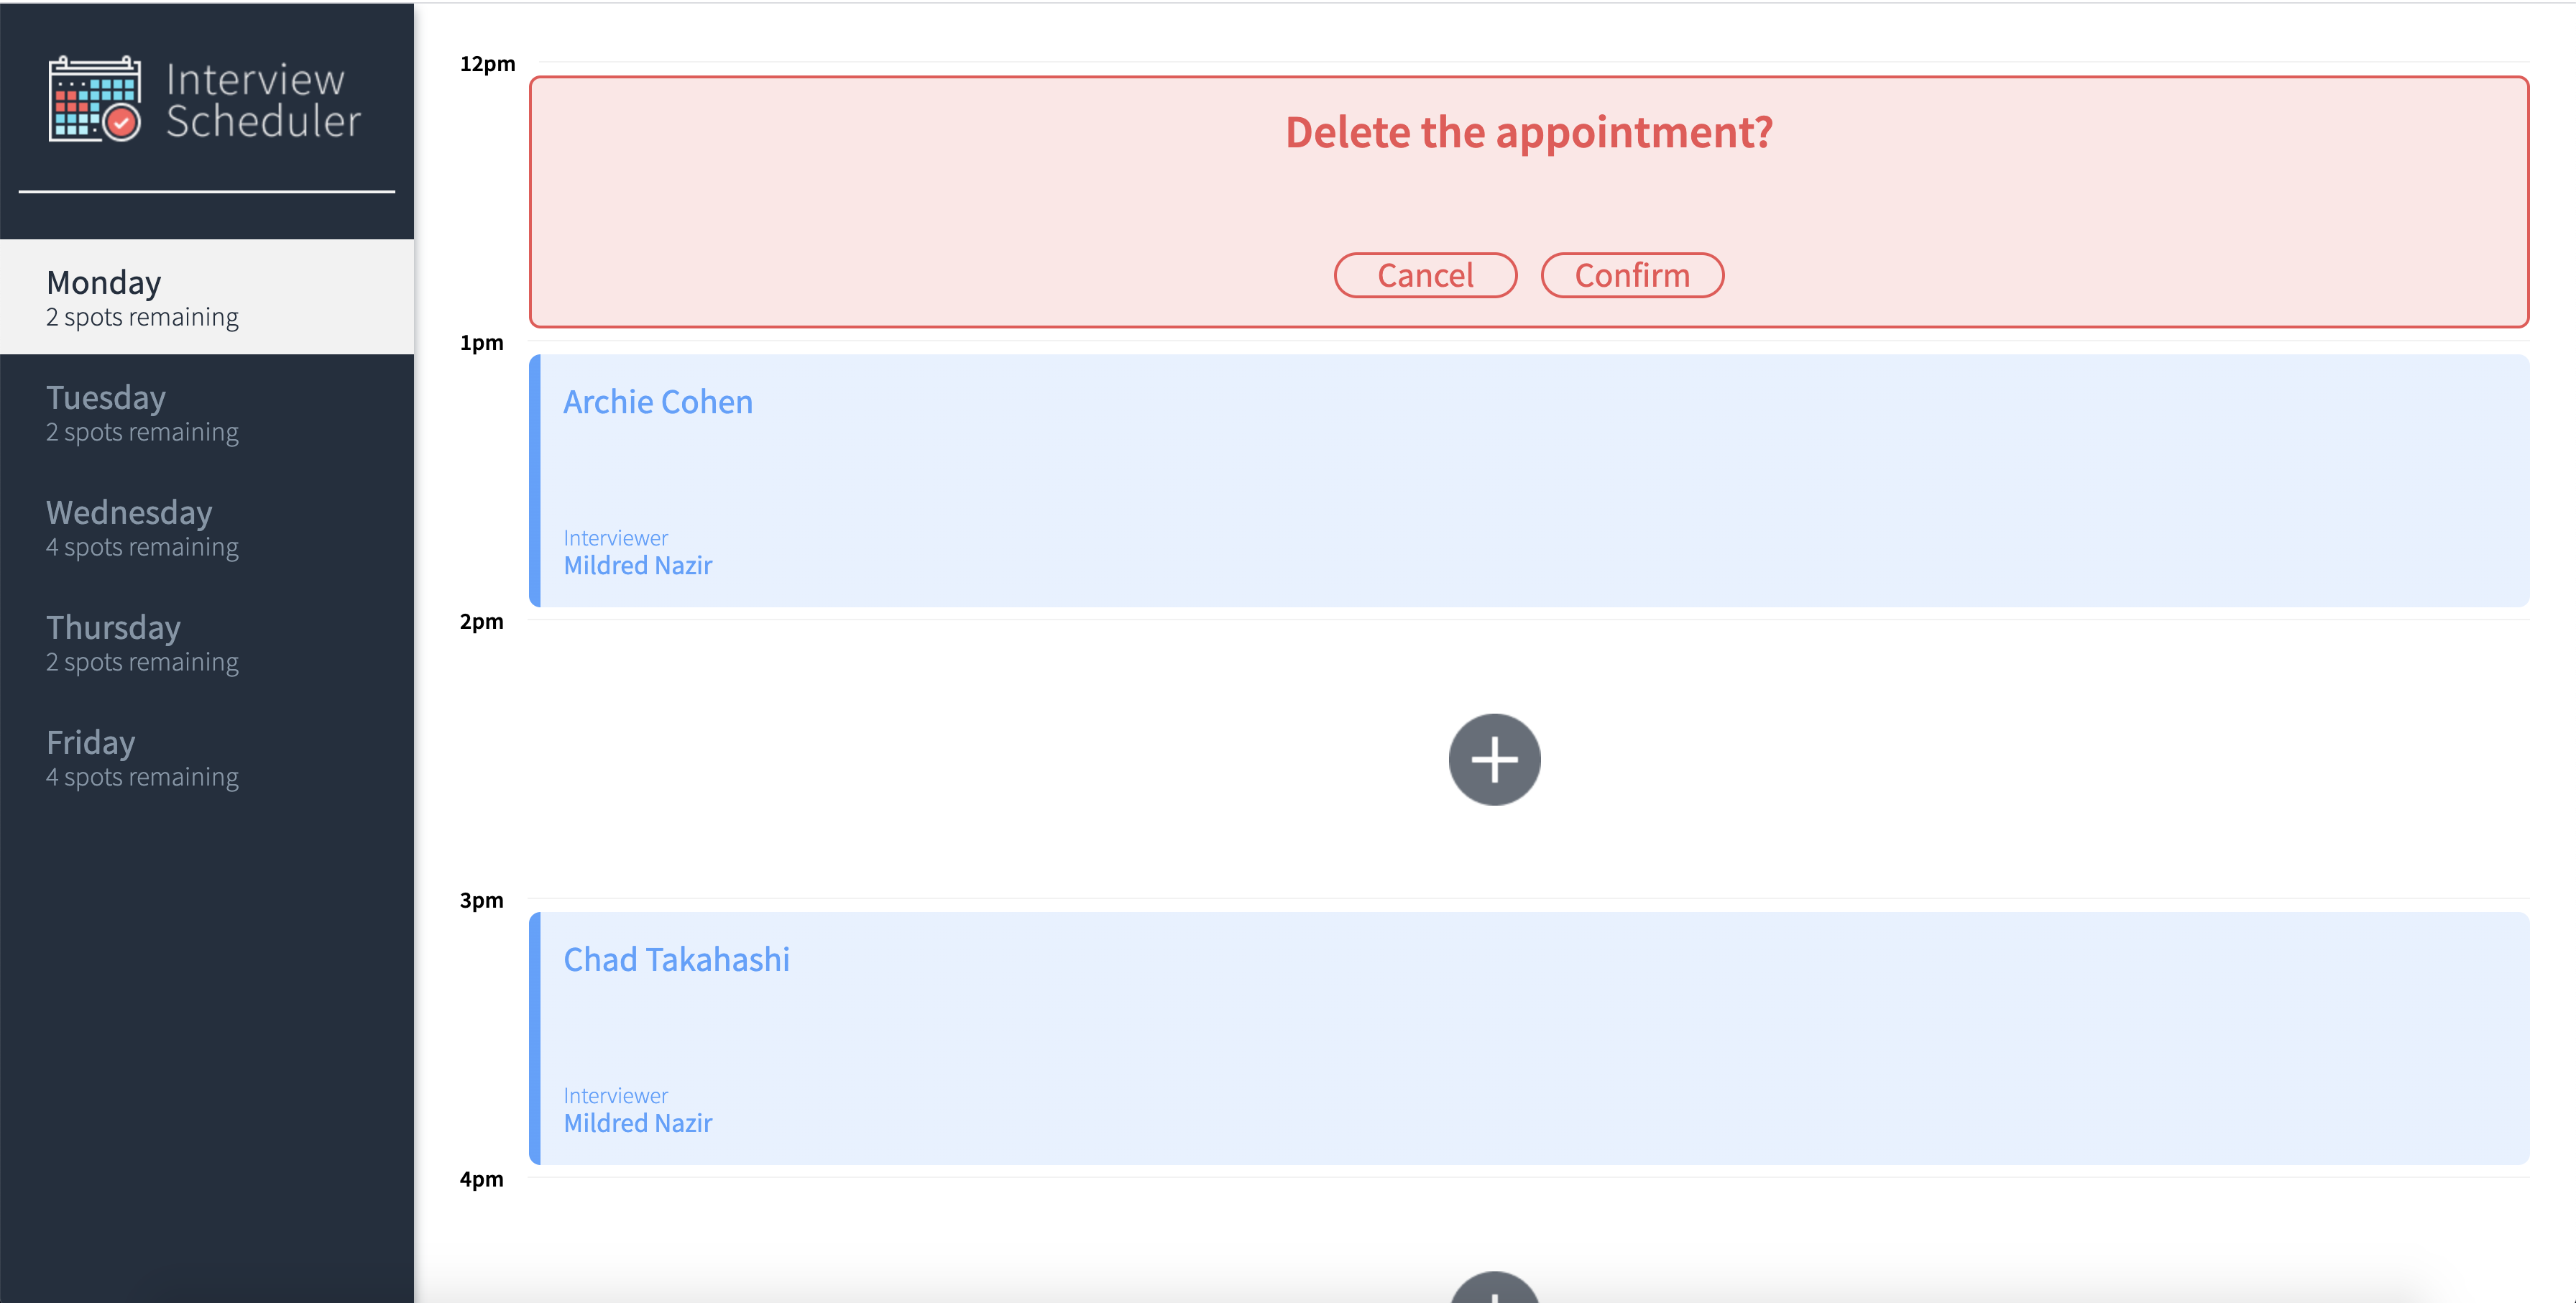 Interview
Scheduler
Monday
2 spots remaining
Tuesday
2 spots remaining
Wednesday
4 spots remaining
Thursday
2 spots remaining
Friday
4 spots remaining
12pm
Delete the appointment?
Cancel Confirm
1pm
Archie Cohen
Interviewer
Mildred Nazir
2pm
3pm
Chad Takahashi
Interviewer
Mildred Nazir
4pm